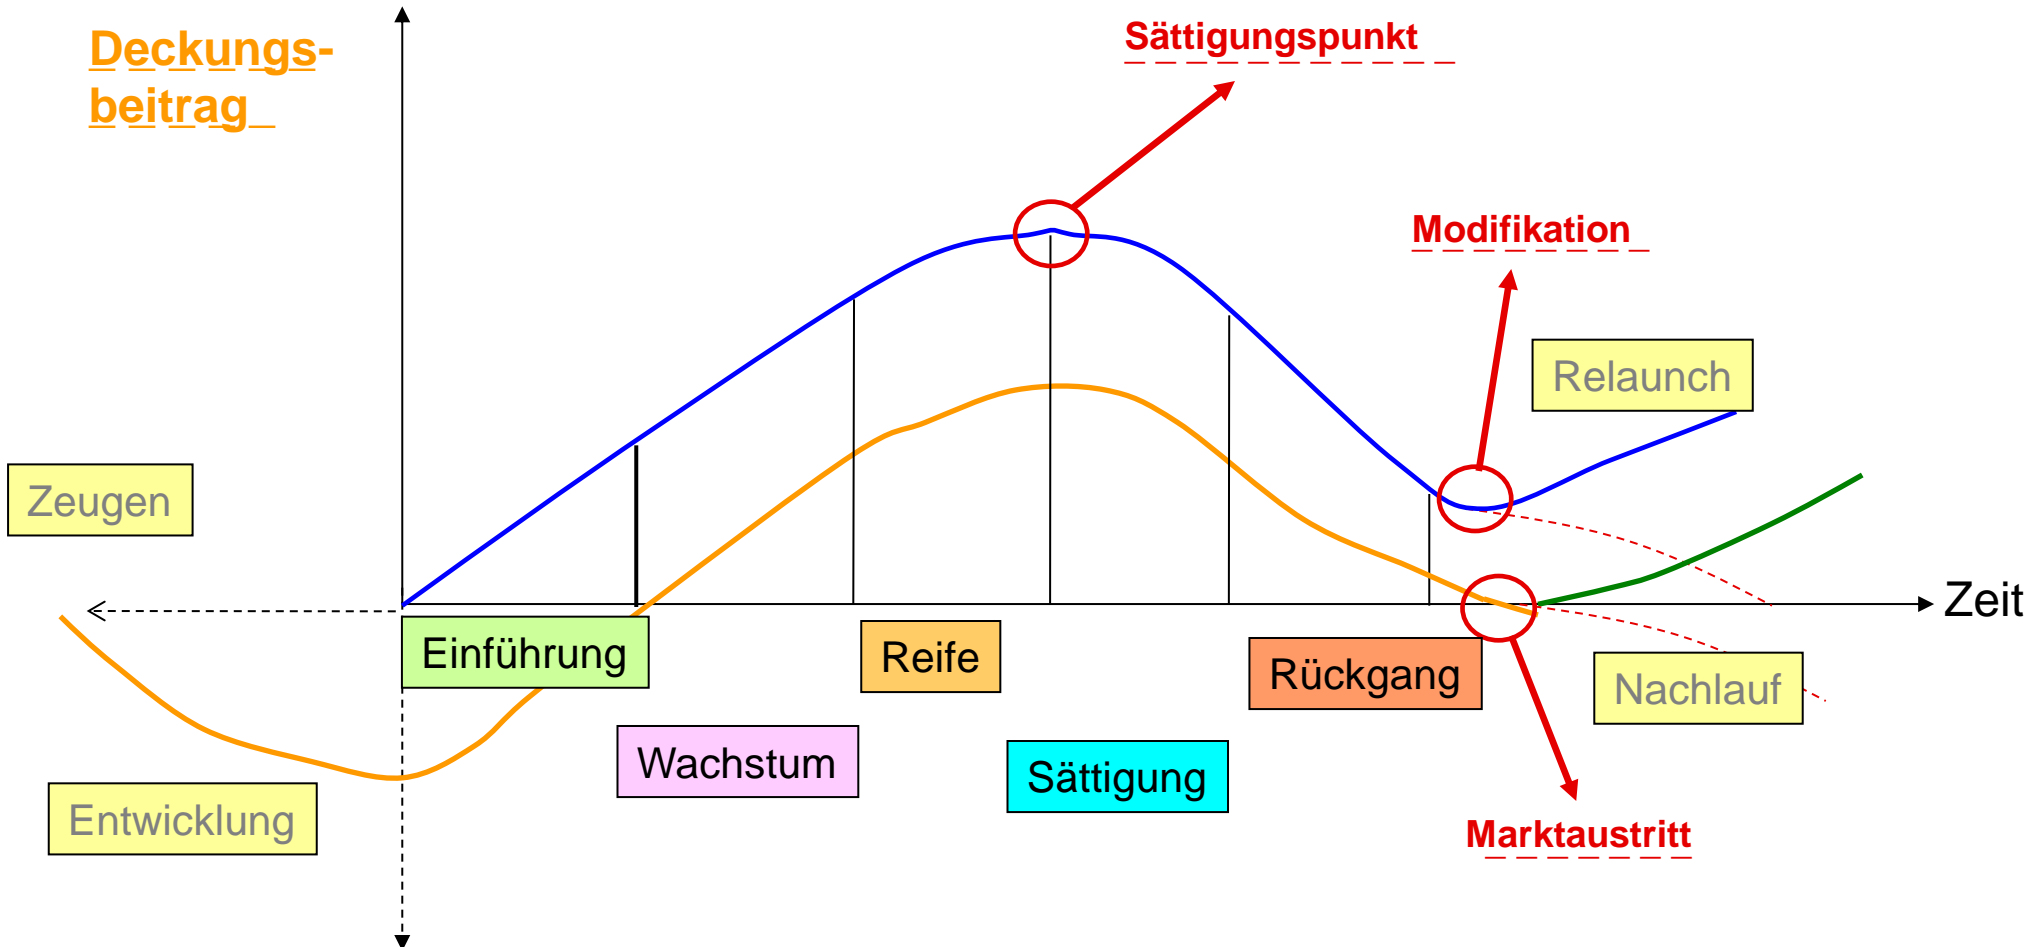 Deckungs-
beitrag
Sättigungspunkt
Modifikation
Relaunch
Zeugen
Zeit
Einführung
Reife
Rückgang
Nachlauf
Wachstum
Sättigung
Entwicklung
Marktaustritt